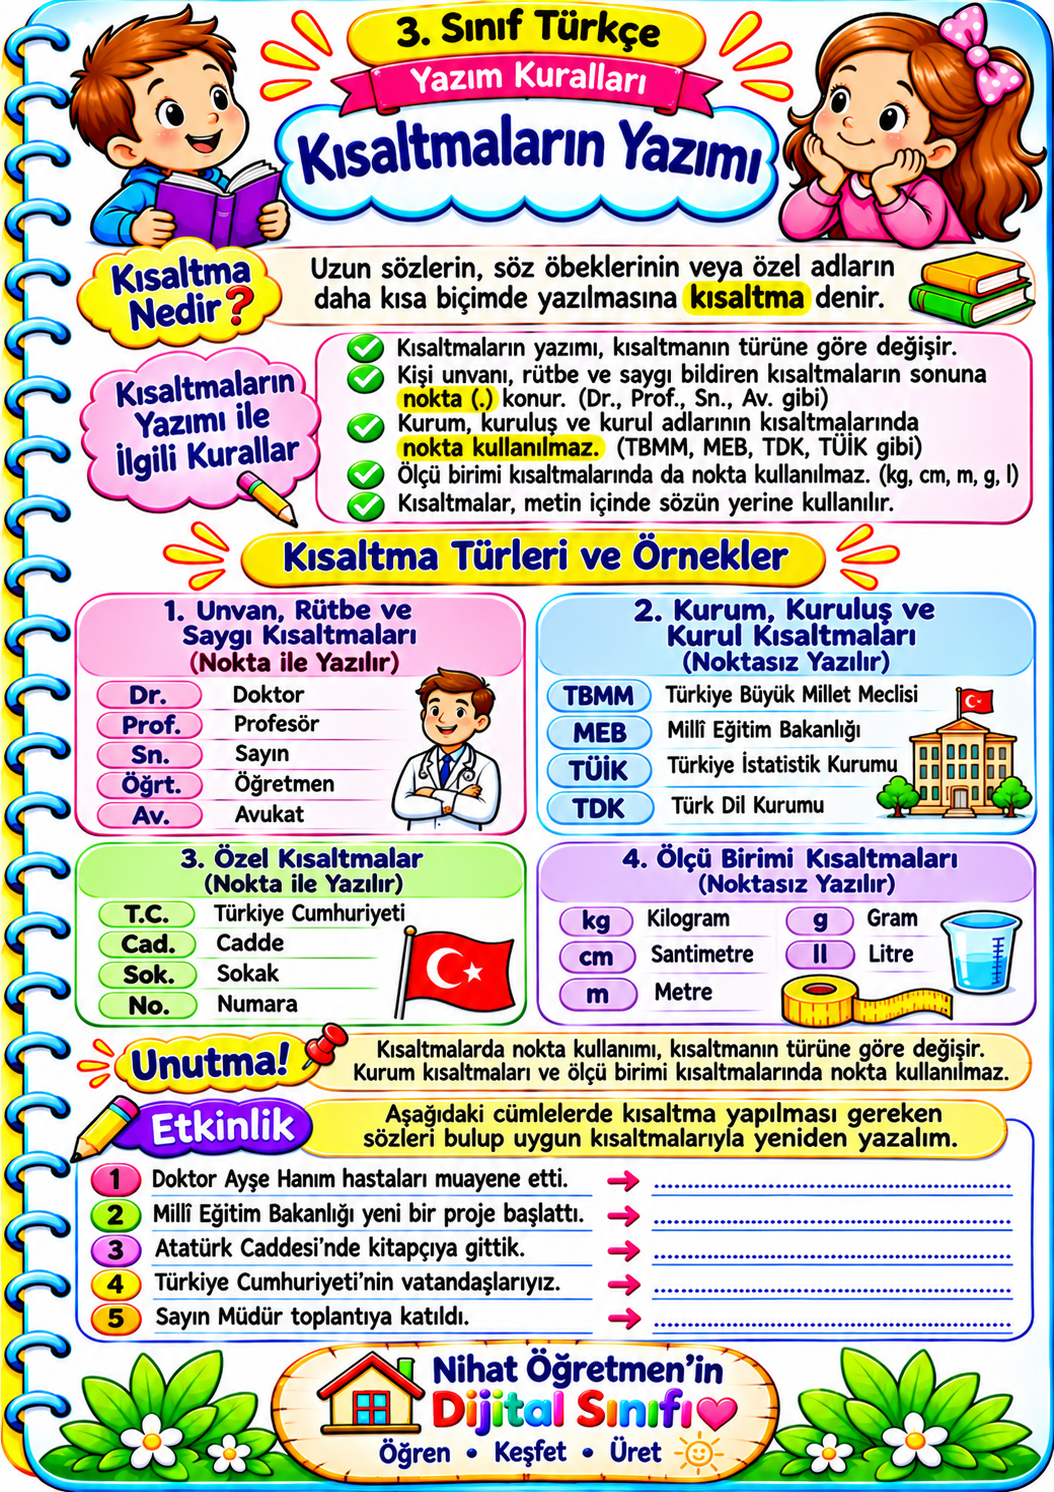 3. Sınıf Türkçe
Yazım Kuralları
Kısaltmaların Yazımı
Kısaltma
Nedir?
Uzun sözlerin, söz öbeklerinin veya özel adların
daha kısa biçimde yazılmasına kısaltma denir.
Kısaltmaların
Yazımı ile
İlgili Kurallar
Kısaltmaların yazımı, kısaltmanın türüne göre değişir.
Kişi unvanı, rütbe ve saygı bildiren kısaltmaların sonuna
nokta (.) konur. (Dr., Prof., Sn., Av. gibi)
Kurum, kuruluş ve kurul adlarının kısaltmalarında
nokta kullanılmaz. (TBMM, MEB, TDK, TÜİK gibi)
Ölçü birimi kısaltmalarında da nokta kullanılmaz. (kg, cm, m, g, l)
Kısaltmalar, metin içinde sözün yerine kullanılır.
Kısaltma Türleri ve Örnekler
1. Unvan, Rütbe ve
Saygı Kısaltmaları
(Nokta ile Yazılır)
Dr. Doktor
Prof. Profesör
Sn. Sayın
Öğrt. Öğretmen
Av. Avukat
2. Kurum, Kuruluş ve
Kurul Kısaltmaları
(Noktasız Yazılır)
TBMM Türkiye Büyük Millet Meclisi
MEB Millî Eğitim Bakanlığı
TÜİK Türkiye İstatistik Kurumu
TDK Türk Dil Kurumu
3. Özel Kısaltmalar
(Nokta ile Yazılır)
T.C. Türkiye Cumhuriyeti
Cad. Cadde
Sok. Sokak
No. Numara
4. Ölçü Birimi Kısaltmaları
(Noktasız Yazılır)
kg Kilogram g Gram
cm Santimetre ll Litre
m Metre
Unutma!
Kısaltmalarda nokta kullanımı, kısaltmanın türüne göre değişir.
Kurum kısaltmaları ve ölçü birimi kısaltmalarında nokta kullanılmaz.
Etkinlik
Aşağıdaki cümlelerde kısaltma yapılması gereken
sözleri bulup uygun kısaltmalarıyla yeniden yazalım.
1 Doktor Ayşe Hanım hastaları muayene etti. → ........................
2 Millî Eğitim Bakanlığı yeni bir proje başlattı. → ........................
3 Atatürk Caddesi'nde kitapçıya gittik. → ........................
4 Türkiye Cumhuriyeti'nin vatandaşlarıyız. → ........................
5 Sayın Müdür toplantıya katıldı. → ........................
Nihat Öğretmen'in
Dijital Sınıfı
Öğren • Keşfet • Üret